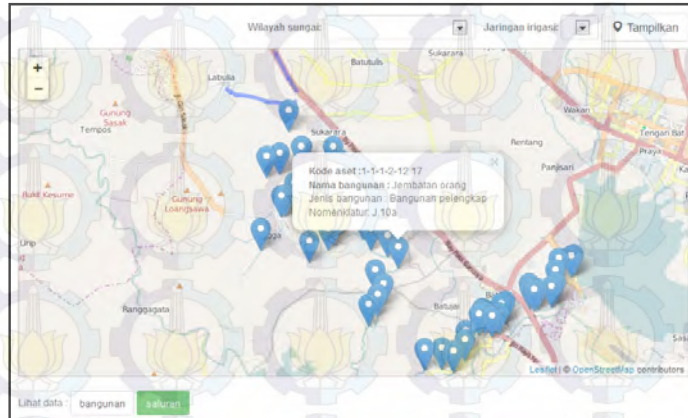 Wilayah sungai:
Jaringan irigasi:
Tampilkan
+
−
Labulia
Batutulis
Sukarara
Gunung
Sasak
Tempos
Sukarara
Wakan
Rentang
Tengari Bat
Praya
Panjisari
×
Kode aset :1-1-1-2-12 17
Nama bangunan : Jembatan orang
Jenis bangunan : Bangunan pelengkap
Nomenklatur: J 10a
Bukit Kesume
Gunung
Loangsawa
Ranggagata
Batujai
Leaflet | © OpenStreetMap contributors
Lihat data :
bangunan
saluran